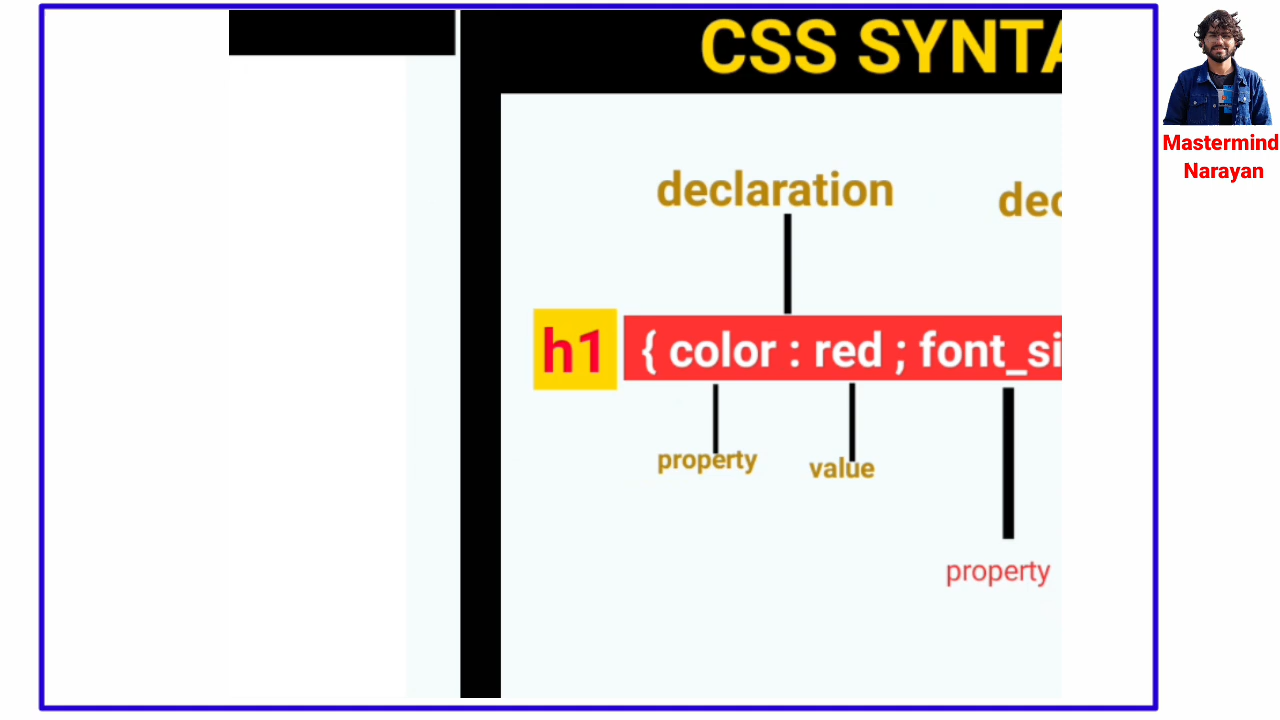 CSS SYNTA
declaration
dec
h1 { color : red ; font_si
property
value
property
Mastermind
Narayan